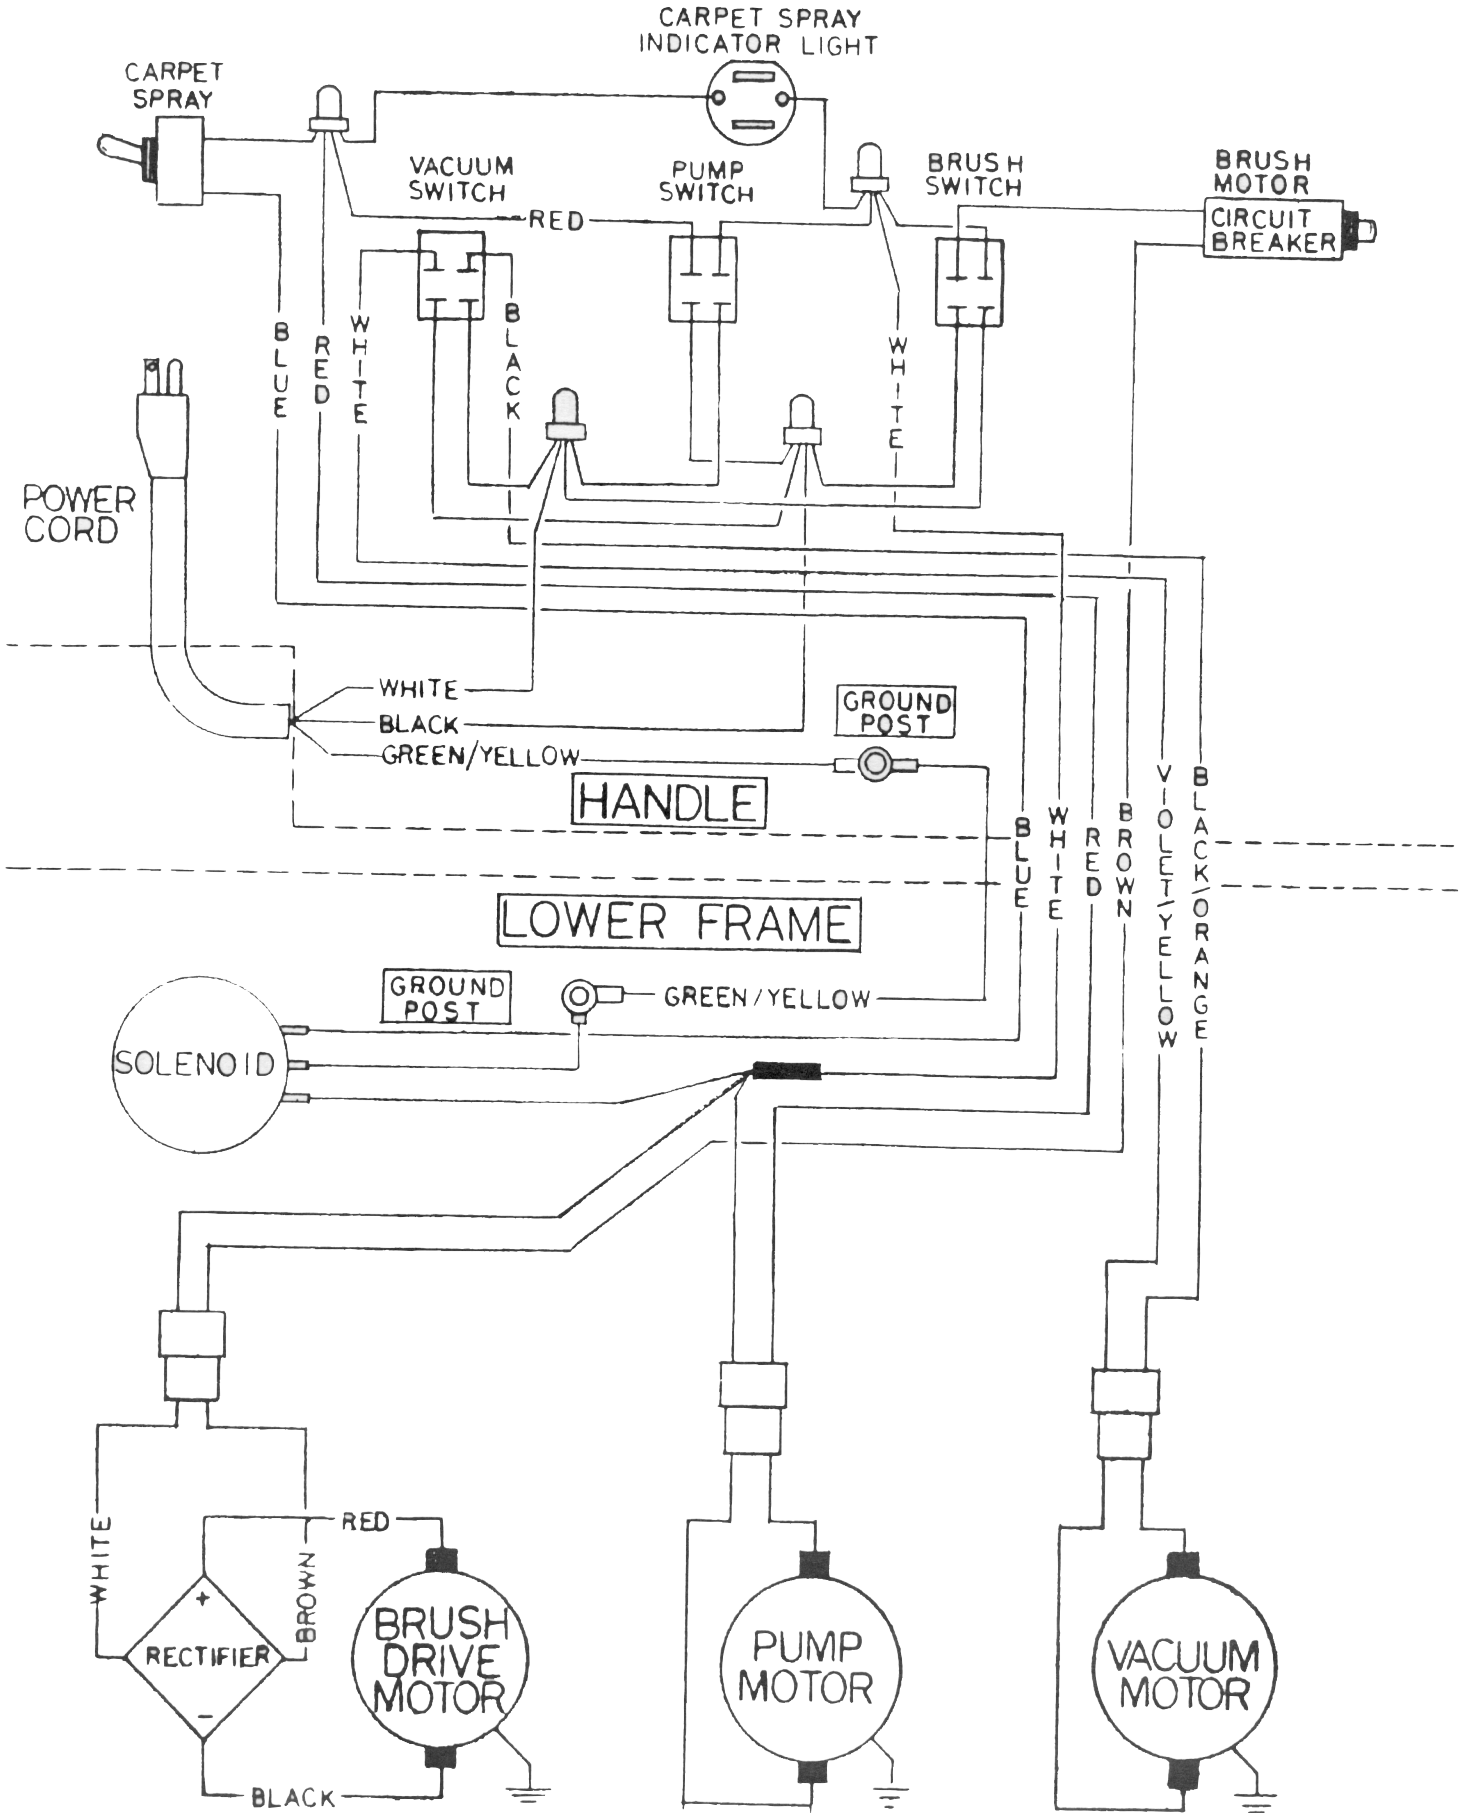 CARPET SPRAY
INDICATOR LIGHT
CARPET
SPRAY
VACUUM
SWITCH
PUMP
SWITCH
BRUSH
SWITCH
BRUSH
MOTOR
CIRCUIT
BREAKER
RED
BLUE
RED
WHITE
BLACK
WHITE
POWER
CORD
WHITE
BLACK
GREEN/YELLOW
GROUND
POST
HANDLE
BLUE
WHITE
RED
BROWN
VIOLET/YELLOW
BLACK/ORANGE
LOWER FRAME
GROUND
POST
GREEN/YELLOW
SOLENOID
WHITE
BROWN
RED
+
RECTIFIER
-
BLACK
BRUSH
DRIVE
MOTOR
PUMP
MOTOR
VACUUM
MOTOR